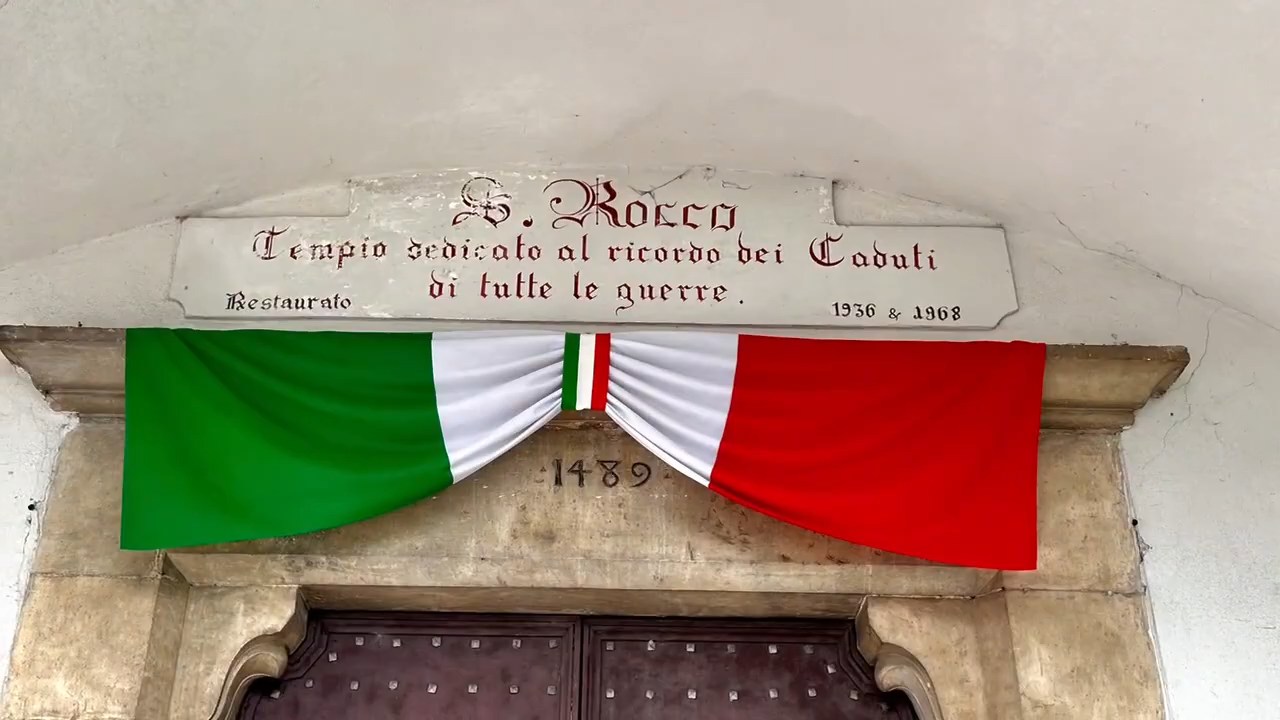 S. Rocco
Tempio dedicato al ricordo dei Caduti
di tutte le guerre.
Restaurato 1936 & 1968
1489